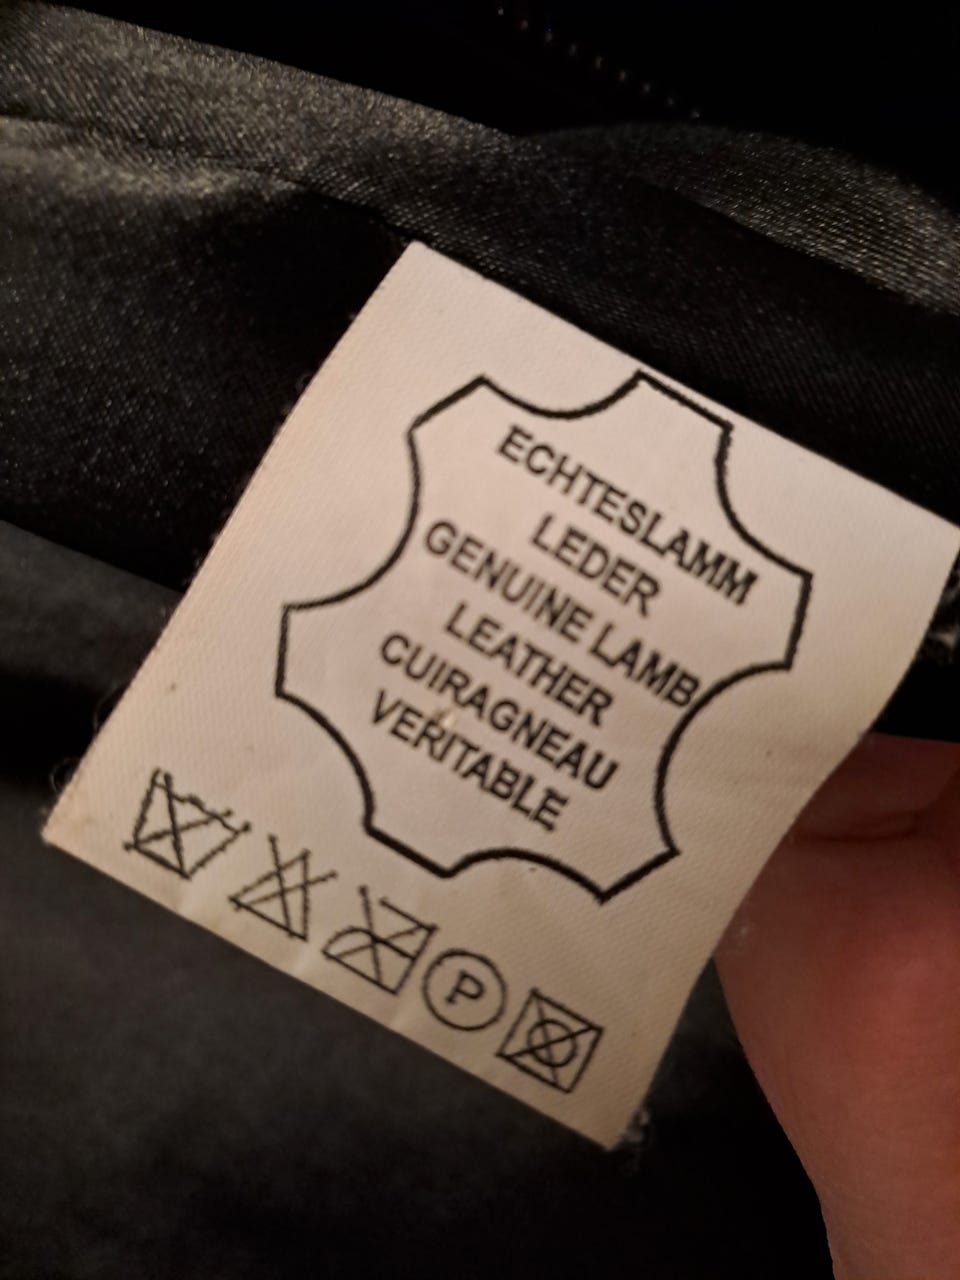 ECHTESLAMM
LEDER
GENUINE LAMB
LEATHER
CUIRAGNEAU
VERITABLE
P